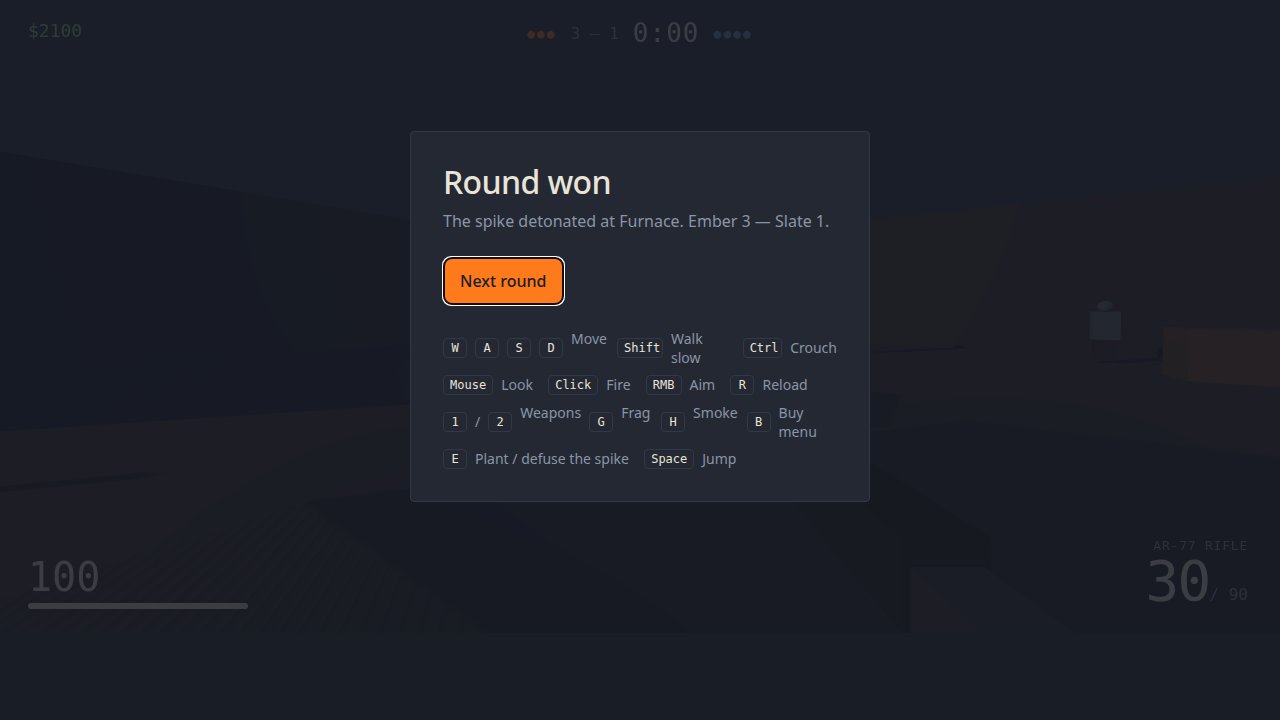 $2100
3 — 1 0:00
Round won
The spike detonated at Furnace. Ember 3 — Slate 1.
Next round
W A S D Move Shift Walk slow Ctrl Crouch
Mouse Look Click Fire RMB Aim R Reload
1 / 2 Weapons G Frag H Smoke B Buy menu
E Plant / defuse the spike Space Jump
AR-77 RIFLE
100
30 / 90